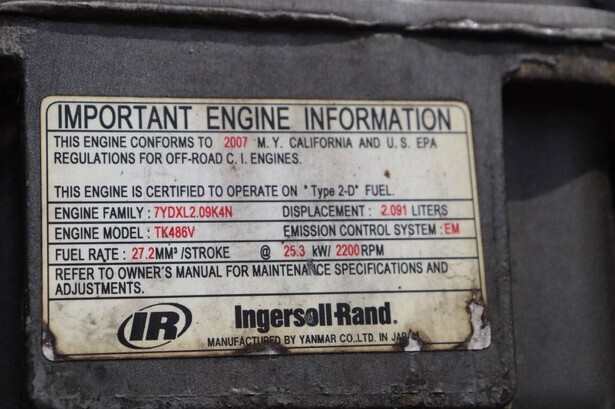 IMPORTANT ENGINE INFORMATION
THIS ENGINE CONFORMS TO 2007 M.Y. CALIFORNIA AND U.S. EPA
REGULATIONS FOR OFF-ROAD C.I. ENGINES.
THIS ENGINE IS CERTIFIED TO OPERATE ON "Type 2-D" FUEL.
ENGINE FAMILY : 7YDXL2.09K4N DISPLACEMENT : 2.091 LITERS
ENGINE MODEL : TK486V EMISSION CONTROL SYSTEM : EM
FUEL RATE : 27.2MM³/STROKE @ 25.3 kW/ 2200RPM
REFER TO OWNER'S MANUAL FOR MAINTENANCE SPECIFICATIONS AND
ADJUSTMENTS.
IR Ingersoll-Rand.
MANUFACTURED BY YANMAR CO.,LTD. IN JAPAN